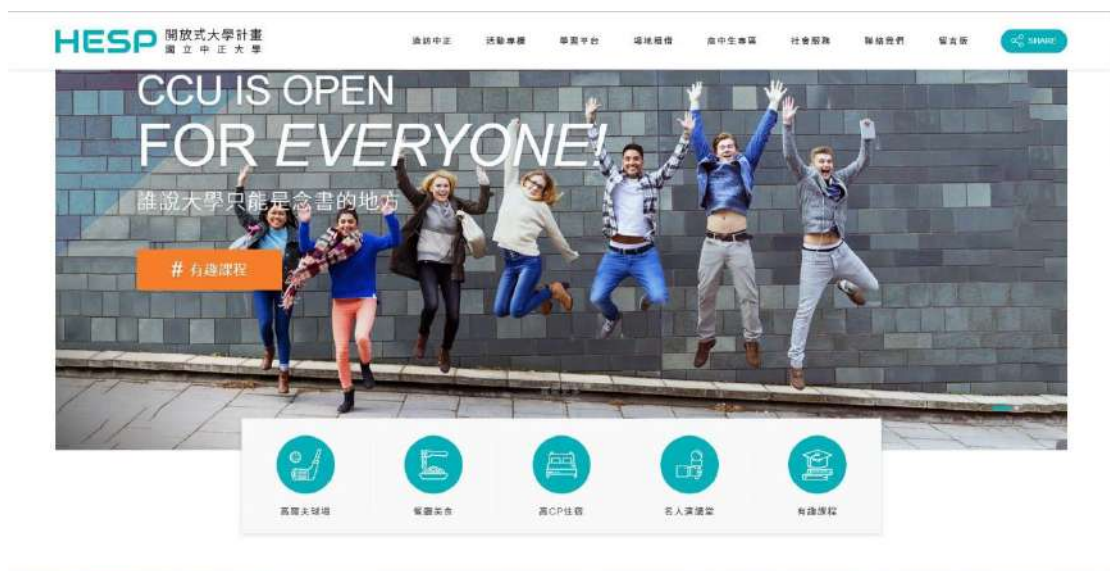 HESP 開放式大學計畫
國立中正大學
造訪中正 活動專欄 學習平台 場地租借 高中生專區 社會服務 聯絡我們 留言版 SHARE
CCU IS OPEN
FOR EVERYONE!
誰說大學只能是念書的地方
# 有趣課程
高爾夫球場 餐廳美食 高CP住宿 名人演講堂 有趣課程